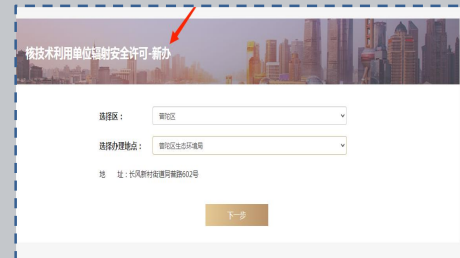 核技术利用单位辐射安全许可-新办
选择区： 普陀区
选择办理地点： 普陀区生态环境局
地 址：长风新村街道同普路602号
下一步